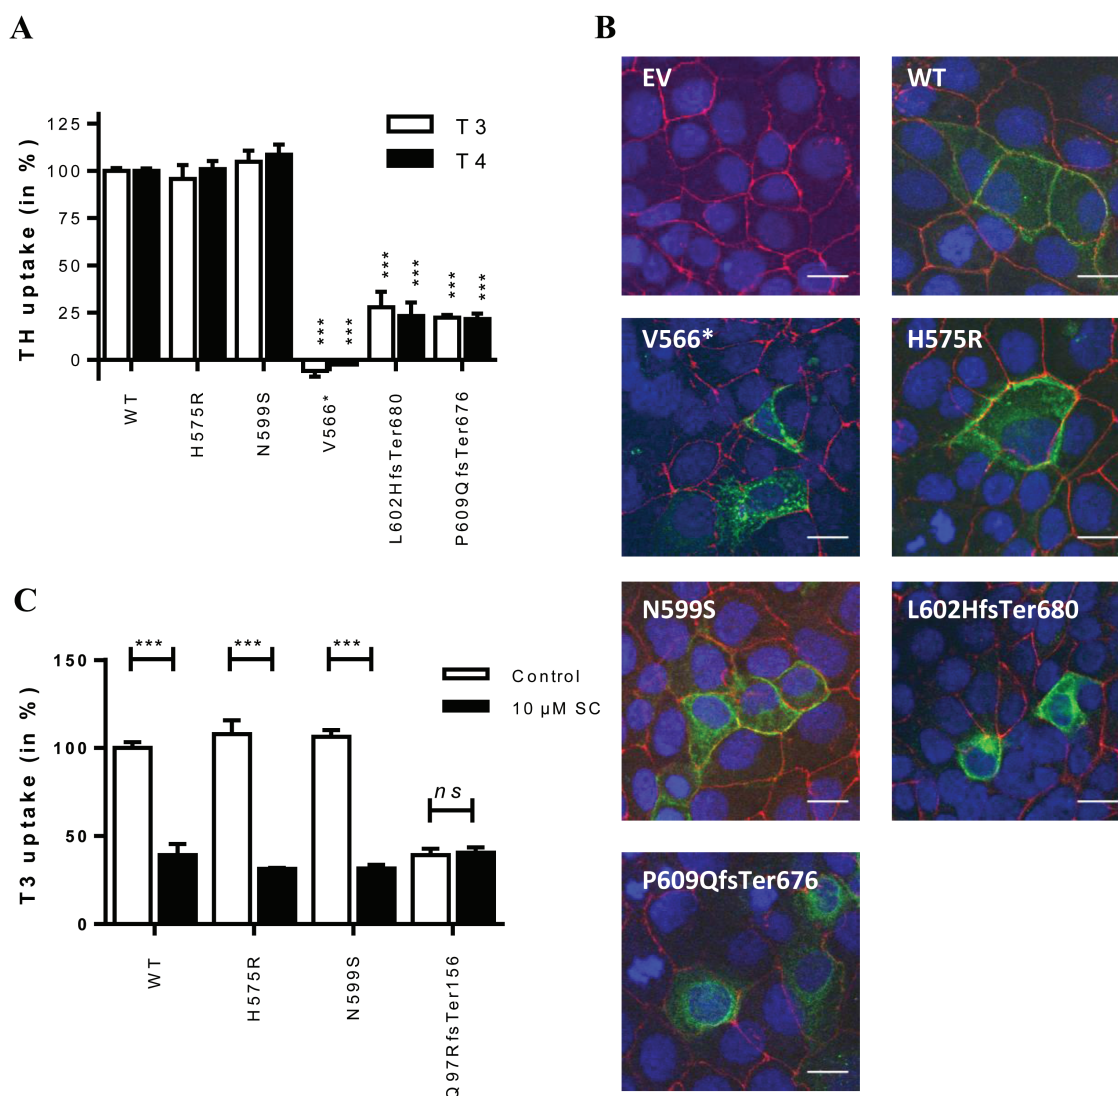 A
TH uptake (in %)
125
100
75
50
25
0
T3
T4
***
***
***
***
***
***
WT
H575R
N599S
V566*
L602HfsTer680
P609QfsTer676
B
EV
WT
V566*
H575R
N599S
L602HfsTer680
P609QfsTer676
C
T3 uptake (in %)
150
100
50
0
***
***
***
ns
Control
10 µM SC
WT
H575R
N599S
Q97RfsTer156